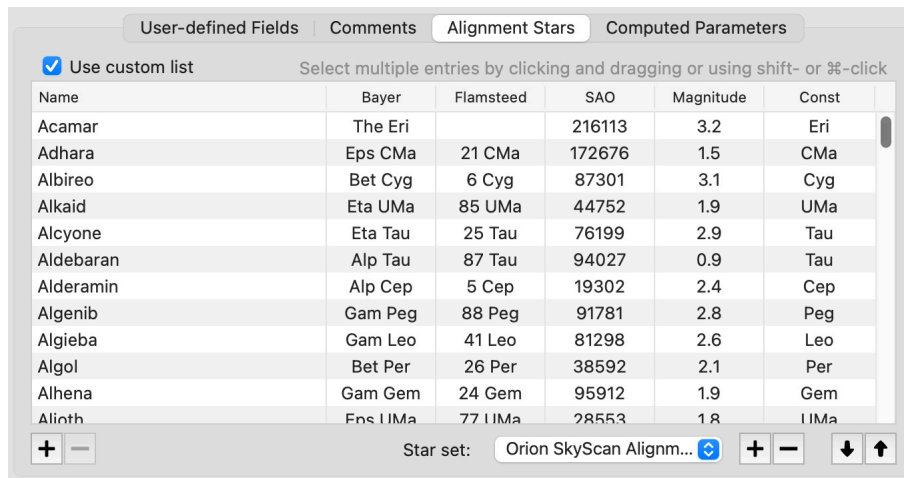 User-defined Fields Comments Alignment Stars Computed Parameters
Use custom list Select multiple entries by clicking and dragging or using shift- or ⌘-click
Name Bayer Flamsteed SAO Magnitude Const
Acamar The Eri 216113 3.2 Eri
Adhara Eps CMa 21 CMa 172676 1.5 CMa
Albireo Bet Cyg 6 Cyg 87301 3.1 Cyg
Alkaid Eta UMa 85 UMa 44752 1.9 UMa
Alcyone Eta Tau 25 Tau 76199 2.9 Tau
Aldebaran Alp Tau 87 Tau 94027 0.9 Tau
Alderamin Alp Cep 5 Cep 19302 2.4 Cep
Algenib Gam Peg 88 Peg 91781 2.8 Peg
Algieba Gam Leo 41 Leo 81298 2.6 Leo
Algol Bet Per 26 Per 38592 2.1 Per
Alhena Gam Gem 24 Gem 95912 1.9 Gem
Alioth Eps UMa 77 UMa 28553 1.8 UMa
Star set: Orion SkyScan Alignm...